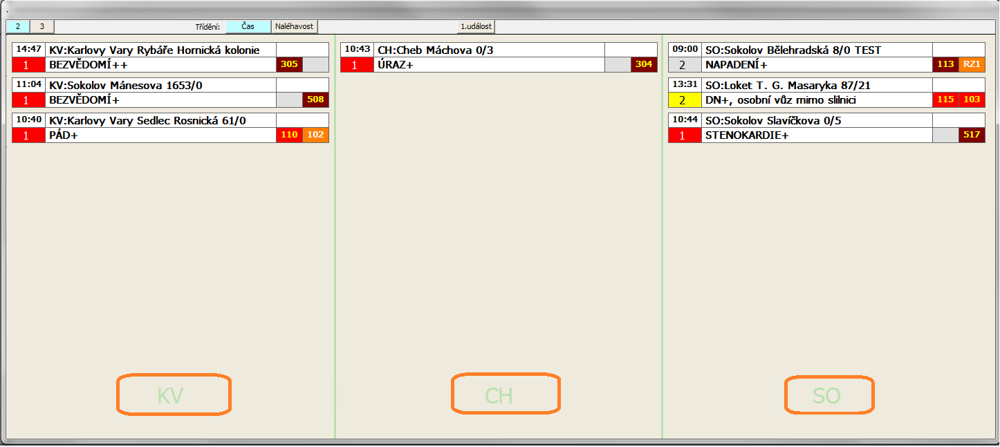 2 3 Třídění: Čas Naléhavost 1.událost
14:47 KV:Karlovy Vary Rybáře Hornická kolonie
1 BEZVĚDOMÍ++ 305
11:04 KV:Sokolov Mánesova 1653/0
1 BEZVĚDOMÍ+ 508
10:40 KV:Karlovy Vary Sedlec Rosnická 61/0
1 PÁD+ 110 102
KV
10:43 CH:Cheb Máchova 0/3
1 ÚRAZ+ 304
CH
09:00 SO:Sokolov Bělehradská 8/0 TEST
2 NAPADENÍ+ 113 RZ1
13:31 SO:Loket T. G. Masaryka 87/21
2 DN+, osobní vůz mimo slilnici 115 103
10:44 SO:Sokolov Slavíčkova 0/5
1 STENOKARDIE+ 517
SO